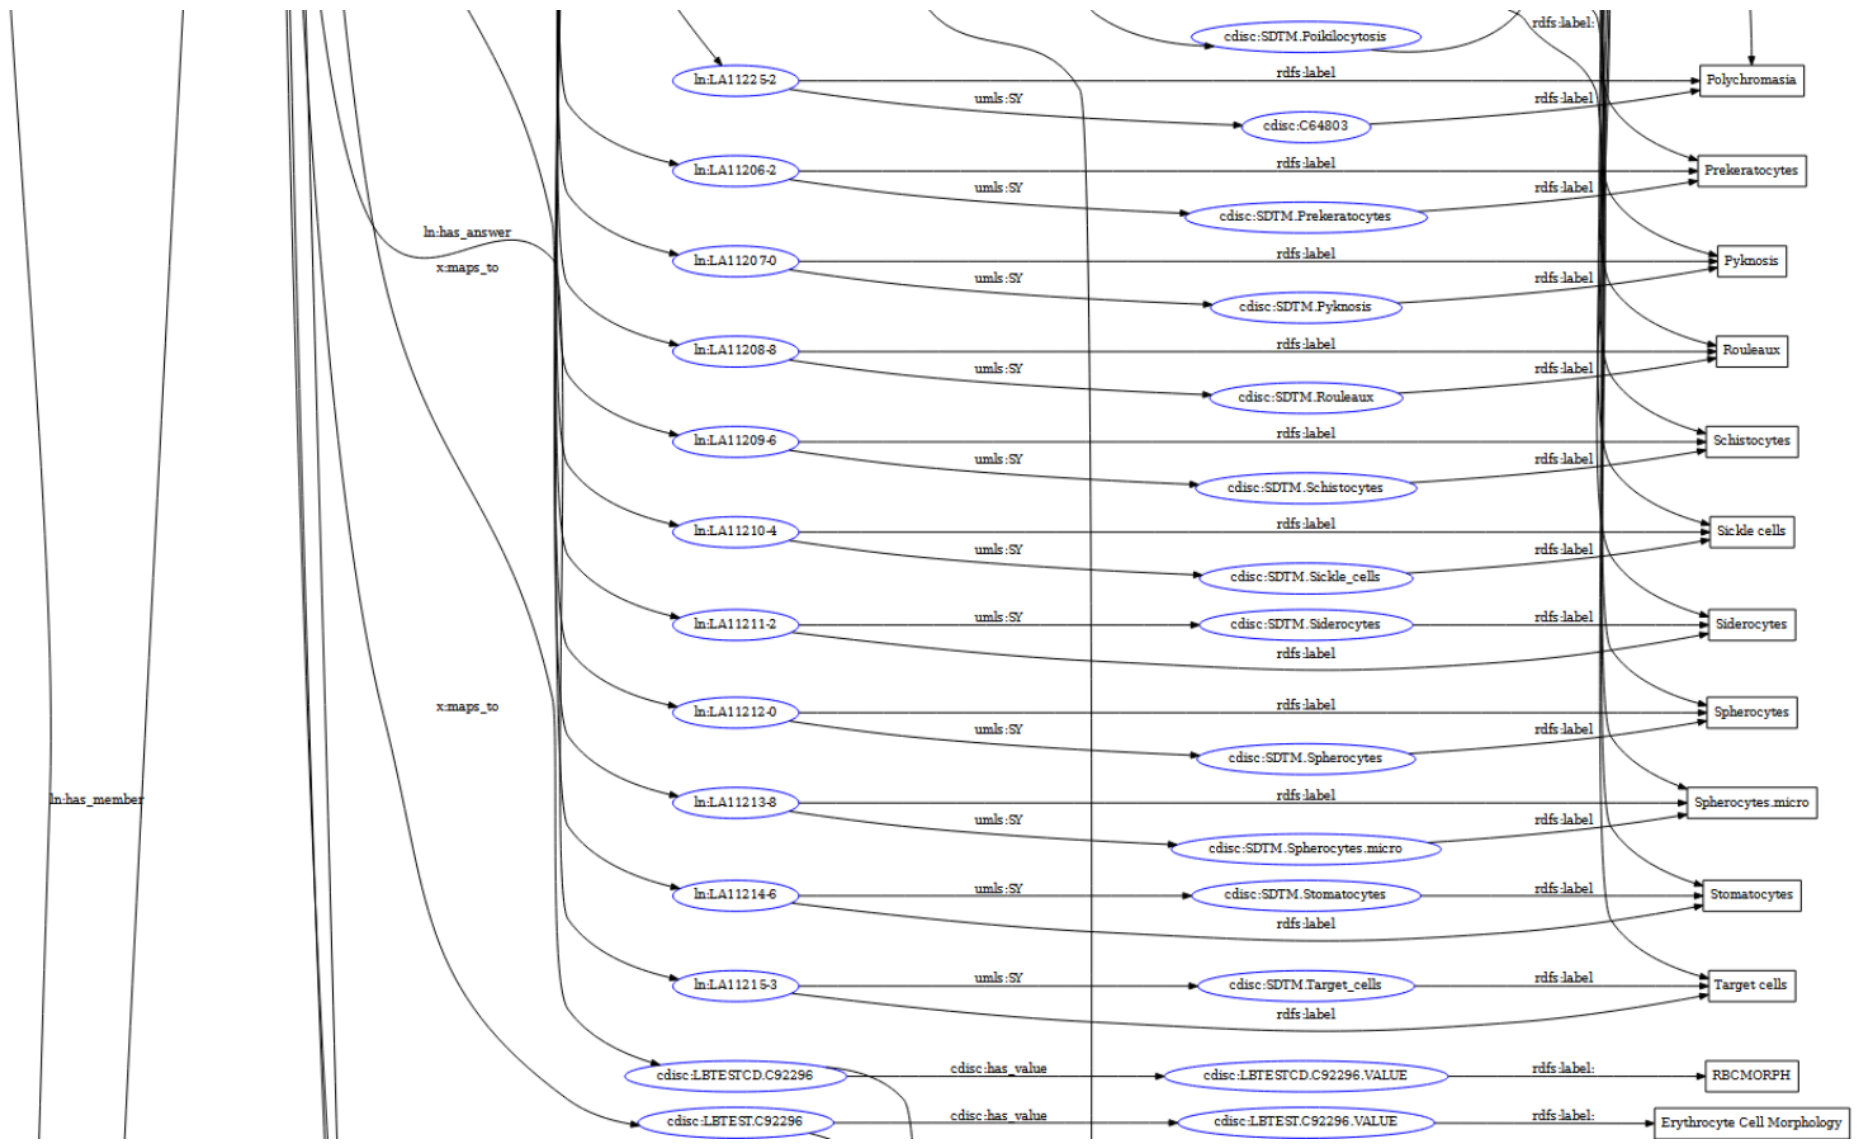 cdisc:SDTM.Poikilocytosis
rdfs:label:
ln:LA11225-2
rdfs:label
Polychromasia
umls:SY
cdisc:C64803
rdfs:label
ln:LA11206-2
rdfs:label
Prekeratocytes
umls:SY
cdisc:SDTM.Prekeratocytes
rdfs:label
ln:has_answer
x:maps_to
ln:LA11207-0
rdfs:label
Pyknosis
umls:SY
cdisc:SDTM.Pyknosis
rdfs:label
ln:LA11208-8
rdfs:label
Rouleaux
umls:SY
cdisc:SDTM.Rouleaux
rdfs:label
ln:LA11209-6
rdfs:label
Schistocytes
umls:SY
cdisc:SDTM.Schistocytes
rdfs:label
ln:LA11210-4
rdfs:label
Sickle cells
umls:SY
cdisc:SDTM.Sickle_cells
rdfs:label
ln:LA11211-2
umls:SY
cdisc:SDTM.Siderocytes
rdfs:label
Siderocytes
rdfs:label
x:maps_to
ln:LA11212-0
rdfs:label
Spherocytes
umls:SY
cdisc:SDTM.Spherocytes
rdfs:label
ln:has_member
ln:LA11213-8
rdfs:label
Spherocytes.micro
umls:SY
cdisc:SDTM.Spherocytes.micro
rdfs:label
ln:LA11214-6
umls:SY
cdisc:SDTM.Stomatocytes
rdfs:label
Stomatocytes
rdfs:label
ln:LA11215-3
umls:SY
cdisc:SDTM.Target_cells
rdfs:label
Target cells
rdfs:label
cdisc:LBTESTCD.C92296
cdisc:has_value
cdisc:LBTESTCD.C92296.VALUE
rdfs:label:
RBCMORPH
cdisc:LBTEST.C92296
cdisc:has_value
cdisc:LBTEST.C92296.VALUE
rdfs:label:
Erythrocyte Cell Morphology